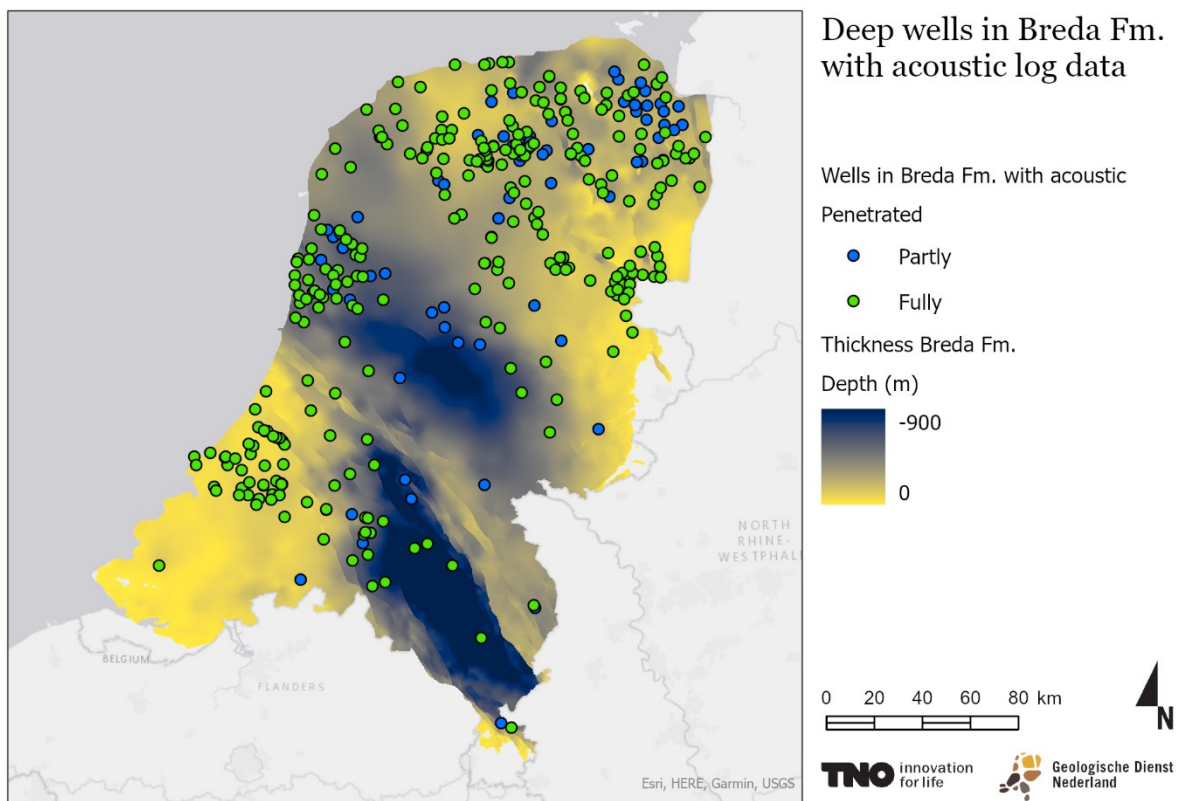 Deep wells in Breda Fm.
with acoustic log data
Wells in Breda Fm. with acoustic
Penetrated
Partly
Fully
Thickness Breda Fm.
Depth (m)
-900
0
NORTH
RHINE-
WESTPHAL
BELGIUM
FLANDERS
0 20 40 60 80 km
N
TNO innovation
for life
Geologische Dienst
Nederland
Esri, HERE, Garmin, USGS